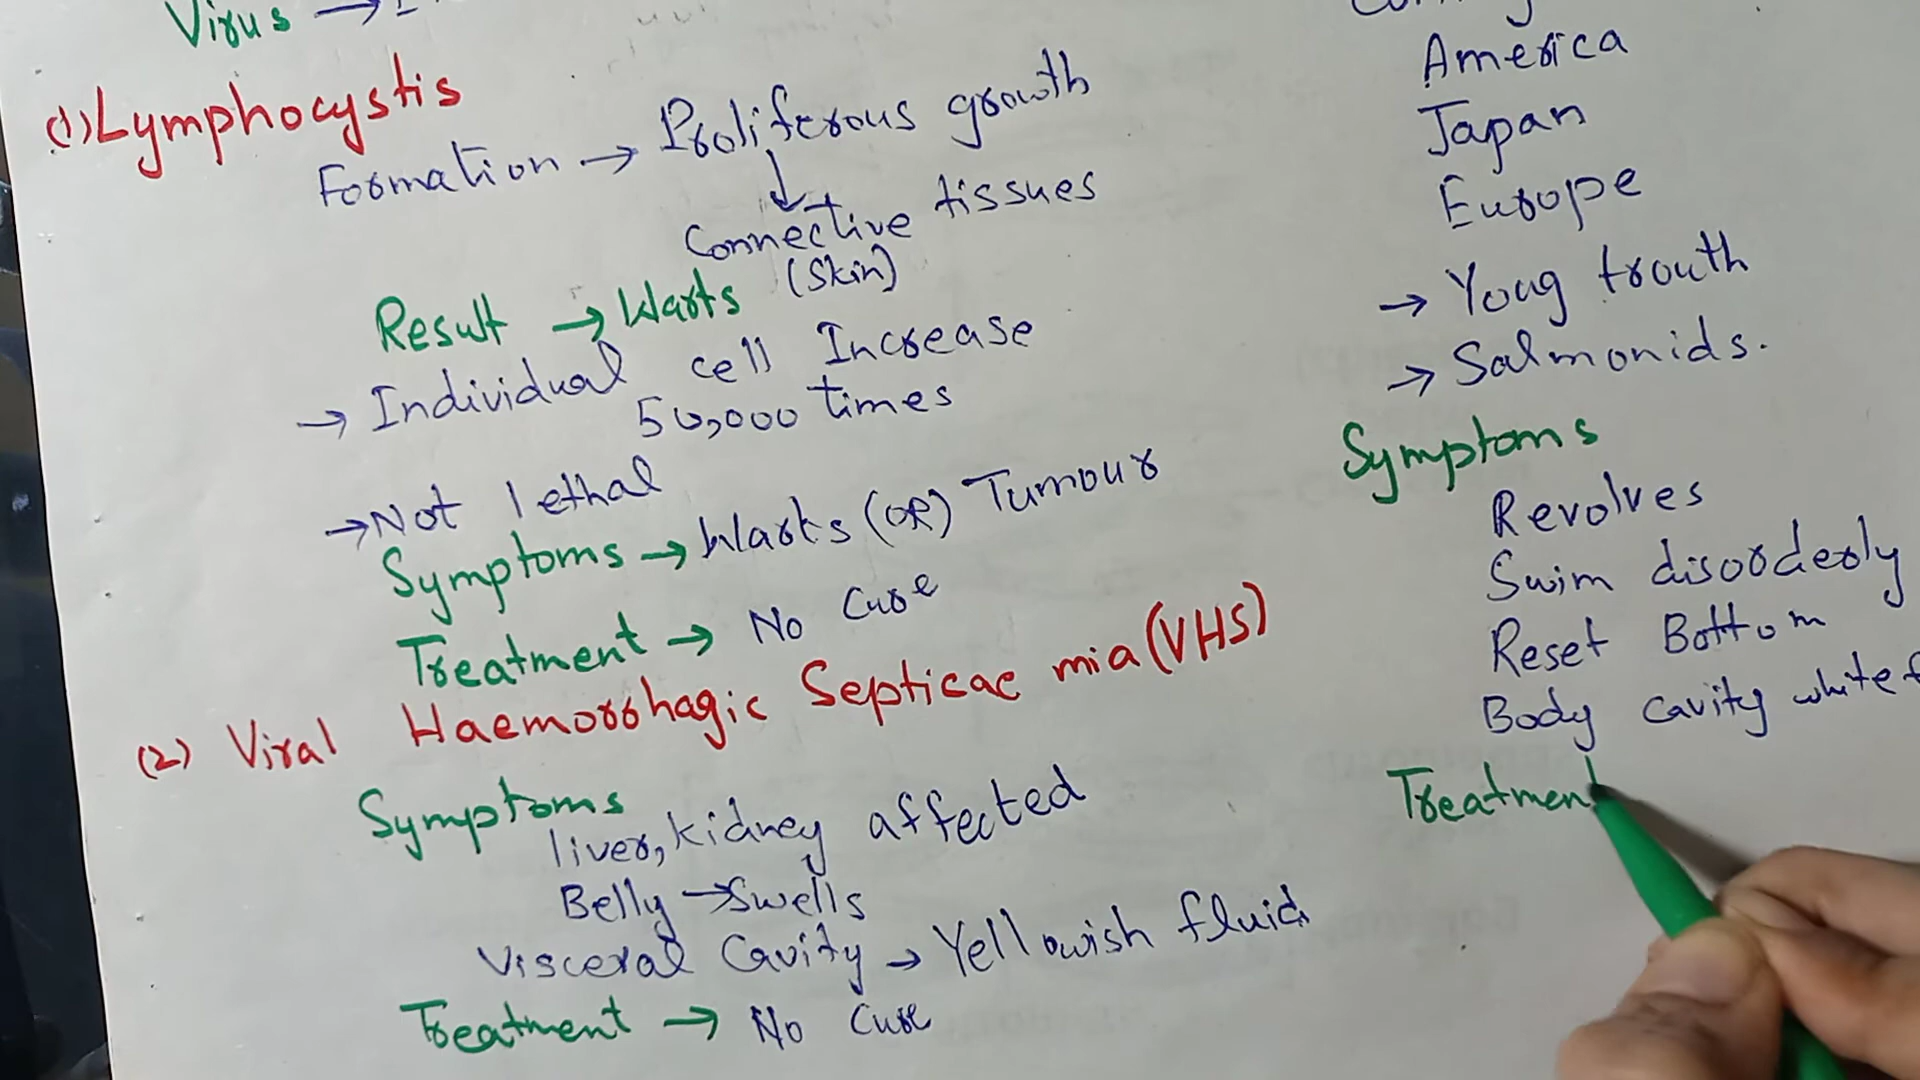 Virus →
(1) Lymphocystis
Formation → Proliferous growth
↓
Connective tissues
(Skin)
Result → Warts
→ Individual cell Increase
50,000 times
→ Not lethal
Symptoms → Warts (OR) Tumour
Treatment → No Cure
(2) Viral Haemorrhagic Septicae mia (VHS)
Symptoms
liver, kidney affected
Belly → Swells
Visceral Cavity → Yellowish fluid
Treatment → No Cure
America
Japan
Europe
→ Youg trouth
→ Salmonids.
Symptoms
Revolves
Swim disorderly
Reset Bottom
Body cavity white
Treatment